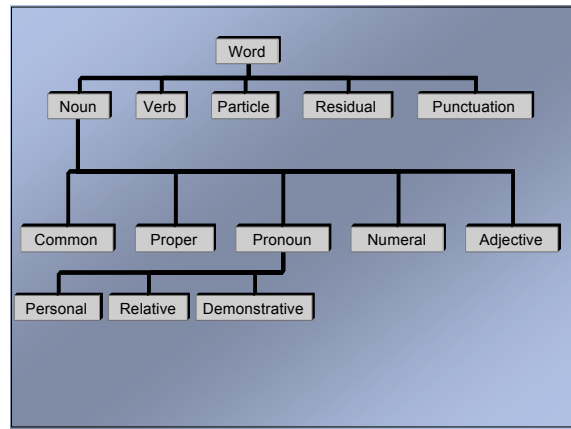 Word
Noun Verb Particle Residual Punctuation
Common Proper Pronoun Numeral Adjective
Personal Relative Demonstrative